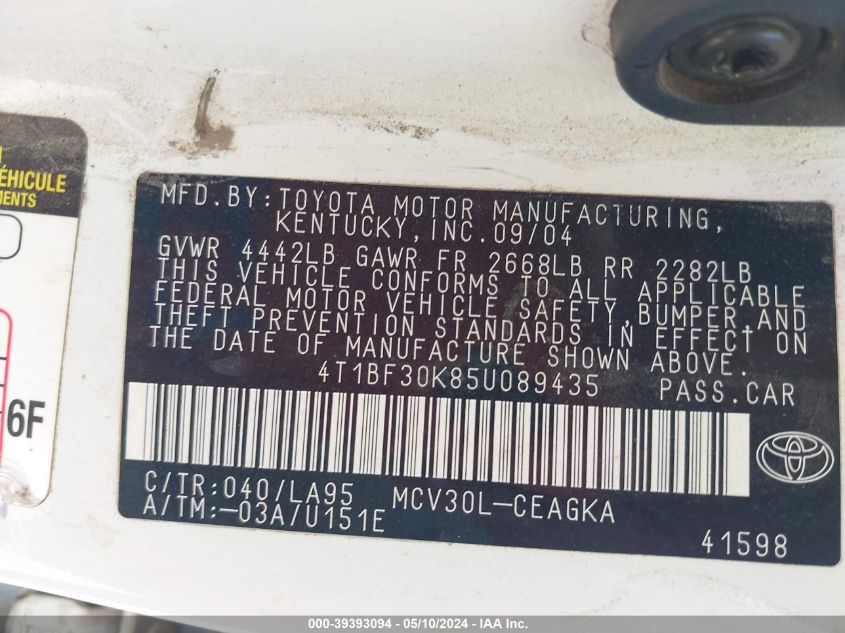 ÉHICULE
MENTS
6F
MFD.BY:TOYOTA MOTOR MANUFACTURING,
KENTUCKY,INC.09/04
GVWR 4442LB GAWR FR 2668LB RR 2282LB
THIS VEHICLE CONFORMS TO ALL APPLICABLE
FEDERAL MOTOR VEHICLE SAFETY,BUMPER,AND
THEFT PREVENTION STANDARDS IN EFFECT ON
THE DATE OF MANUFACTURE SHOWN ABOVE.
4T1BF30K85U089435 PASS.CAR
C/TR:040/LA95 MCV30L-CEAGKA
A/TM:-03A/U151E
41598
000-39393094 - 05/10/2024 - IAA Inc.